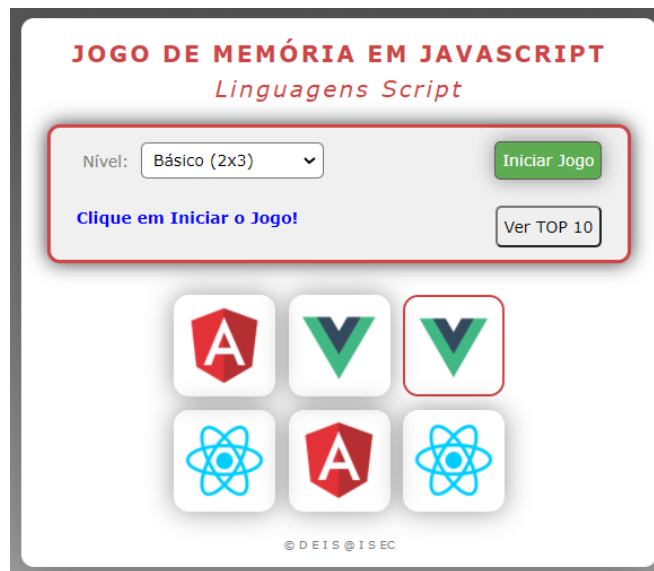 JOGO DE MEMÓRIA EM JAVASCRIPT
Linguagens Script
Nível: Básico (2x3)
Iniciar Jogo
Clique em Iniciar o Jogo!
Ver TOP 10
A
A
© D E I S @ I S E C